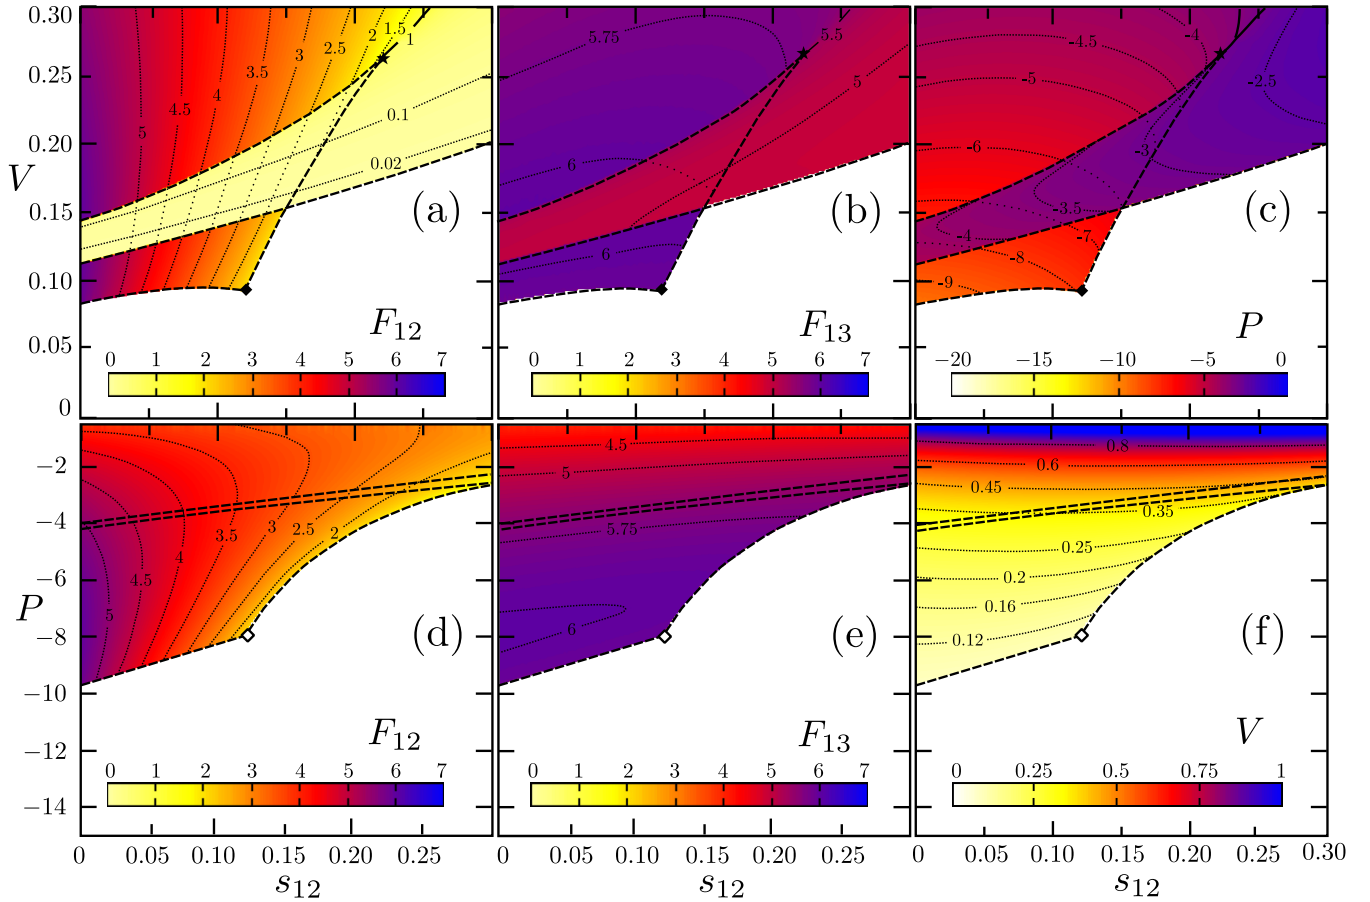 0.30
0.25
0.20
V
0.15
0.10
0.05
0
5
4.5
4
3.5
3
2.5
2
1.5
1
0.1
0.02
(a)
F12
0 1 2 3 4 5 6 7
5.75
5.5
5
6
6
(b)
F13
0 1 2 3 4 5 6 7
-4.5
-4
-5
-2.5
-6
-3
-3.5
-4
-7
-8
-9
(c)
P
−20 −15 −10 −5 0
−2
−4
−6
P
−8
−10
−12
−14
5
4.5
4
3.5
3
2.5
2
(d)
F12
0 1 2 3 4 5 6 7
4.5
5
5.75
6
(e)
F13
0 1 2 3 4 5 6 7
0.8
0.6
0.45
0.35
0.25
0.2
0.16
0.12
(f)
V
0 0.25 0.5 0.75 1
0 0.05 0.10 0.15 0.20 0.25
s12
0 0.05 0.10 0.15 0.20 0.25
s12
0 0.05 0.10 0.15 0.20 0.25 0.30
s12